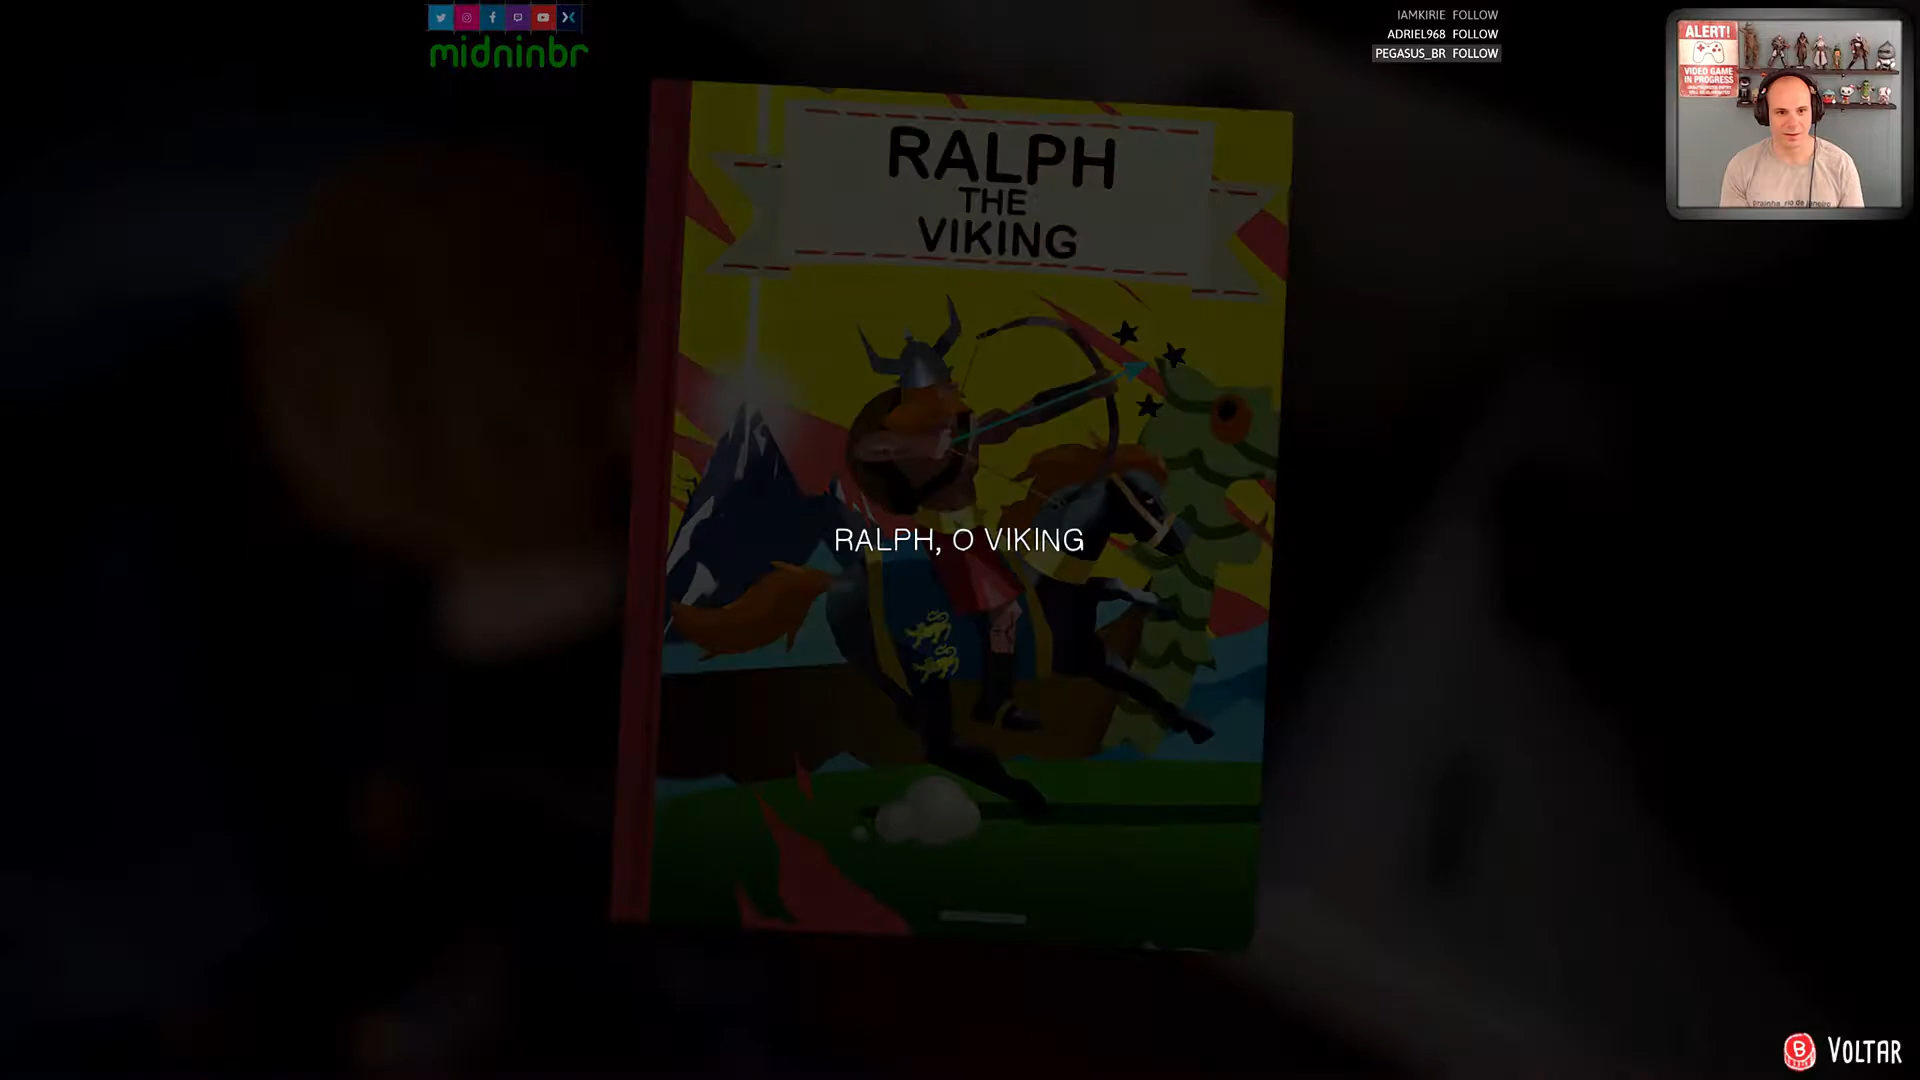 midninbr
IAMKIRIE FOLLOW
ADRIEL968 FOLLOW
PEGASUS_BR FOLLOW
ALERT!
VIDEO GAME
IN PROGRESS
RALPH
THE
VIKING
RALPH, O VIKING
B VOLTAR